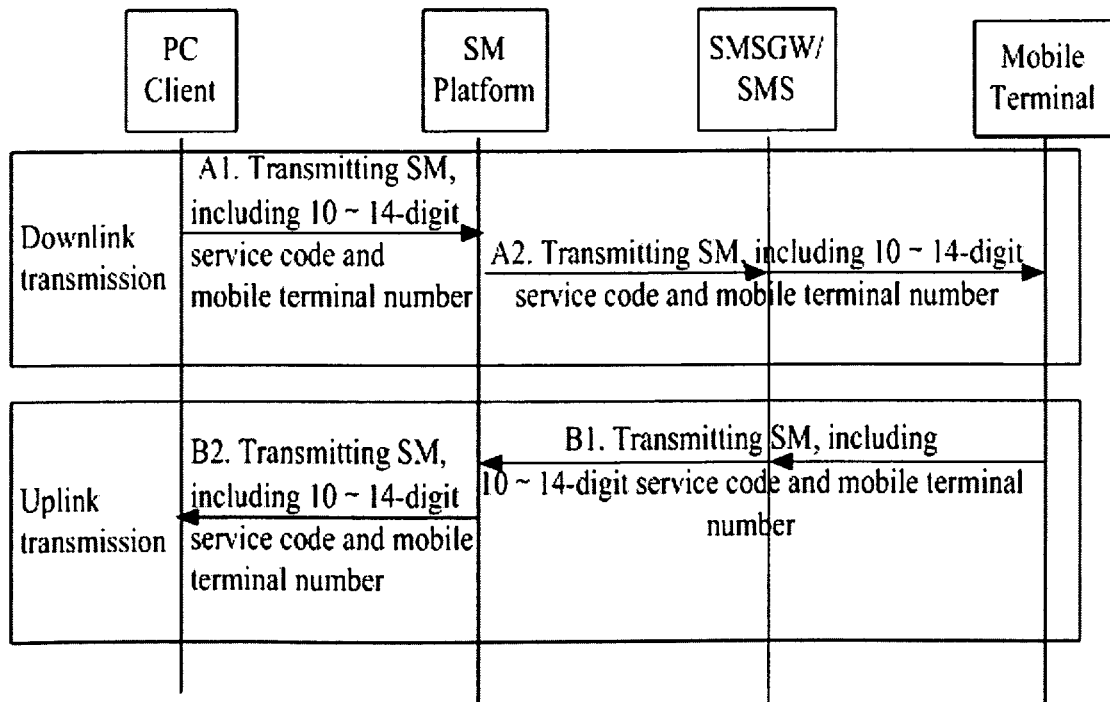 PC
Client
SM
Platform
SMSGW/
SMS
Mobile
Terminal
Downlink
transmission
A1. Transmitting SM,
including 10 ~ 14-digit
service code and
mobile terminal number
A2. Transmitting SM, including 10 ~ 14-digit
service code and mobile terminal number
Uplink
transmission
B1. Transmitting SM, including
10 ~ 14-digit service code and mobile terminal
number
B2. Transmitting SM,
including 10 ~ 14-digit
service code and mobile
terminal number